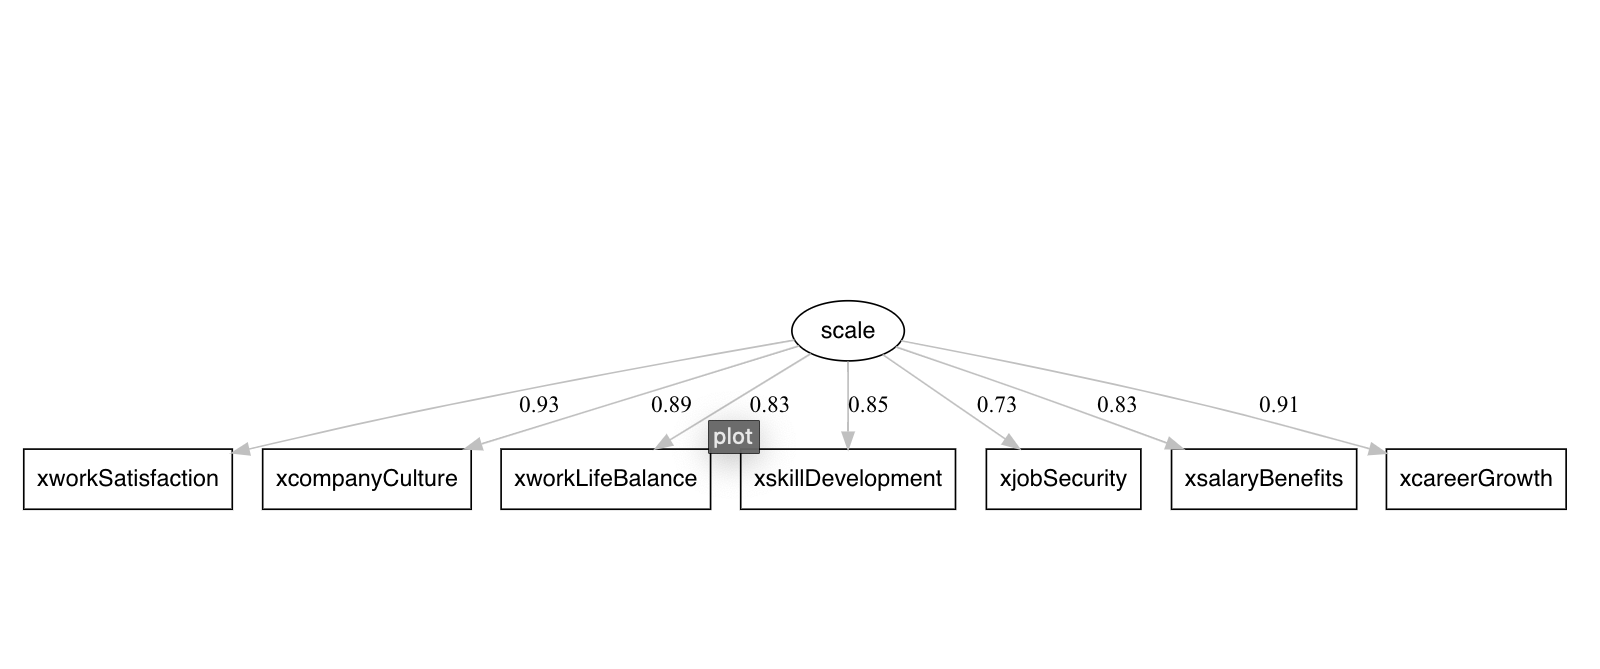 scale
0.93
0.89
0.83
0.85
0.73
0.83
0.91
plot
xworkSatisfaction
xcompanyCulture
xworkLifeBalance
xskillDevelopment
xjobSecurity
xsalaryBenefits
xcareerGrowth